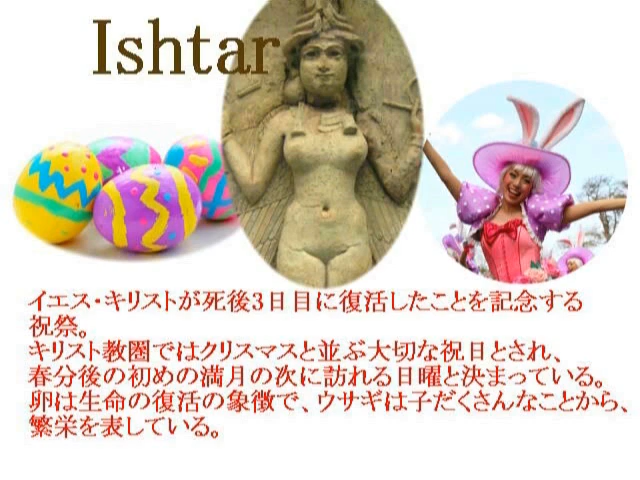 Ishtar
イエス・キリストが死後3日目に復活したことを記念する
祝祭。
キリスト教圏ではクリスマスと並ぶ大切な祝日とされ、
春分後の初めの満月の次に訪れる日曜と決まっている。
卵は生命の復活の象徴で、ウサギは子だくさんなことから、
繁栄を表している。